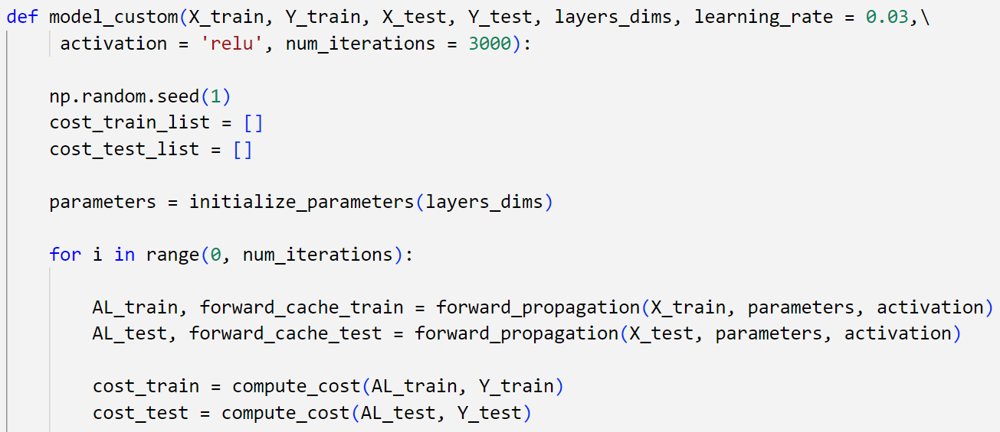 def model_custom(X_train, Y_train, X_test, Y_test, layers_dims, learning_rate = 0.03,\
activation = 'relu', num_iterations = 3000):
np.random.seed(1)
cost_train_list = []
cost_test_list = []
parameters = initialize_parameters(layers_dims)
for i in range(0, num_iterations):
AL_train, forward_cache_train = forward_propagation(X_train, parameters, activation)
AL_test, forward_cache_test = forward_propagation(X_test, parameters, activation)
cost_train = compute_cost(AL_train, Y_train)
cost_test = compute_cost(AL_test, Y_test)